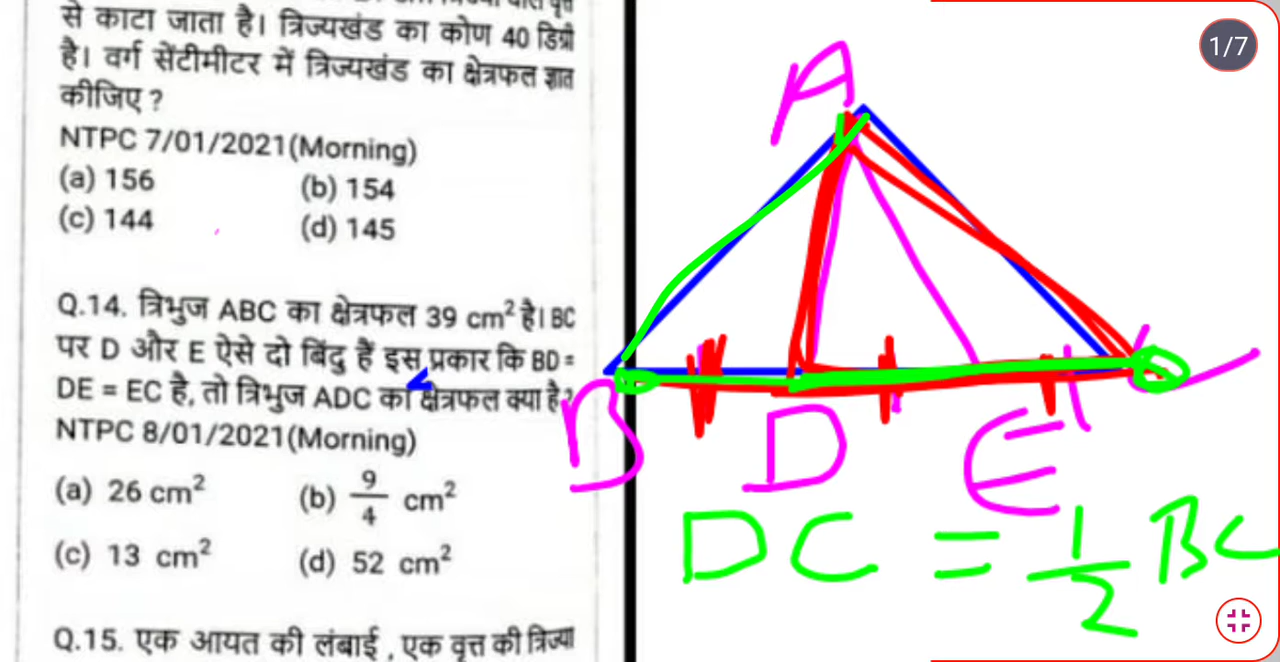 से काटा जाता है। त्रिज्यखंड का कोण 40 डिग्री
है। वर्ग सेंटीमीटर में त्रिज्यखंड का क्षेत्रफल ज्ञात
कीजिए ?
NTPC 7/01/2021(Morning)
(a) 156 (b) 154
(c) 144 (d) 145
Q.14. त्रिभुज ABC का क्षेत्रफल 39 cm² है। BC
पर D और E ऐसे दो बिंदु हैं इस प्रकार कि BD =
DE = EC है, तो त्रिभुज ADC का क्षेत्रफल क्या है?
NTPC 8/01/2021(Morning)
(a) 26 cm² (b) 9/4 cm²
(c) 13 cm² (d) 52 cm²
Q.15. एक आयत की लंबाई , एक वृत्त की त्रिज्या
1/7
A
B D E C
DC = 1/2 BC